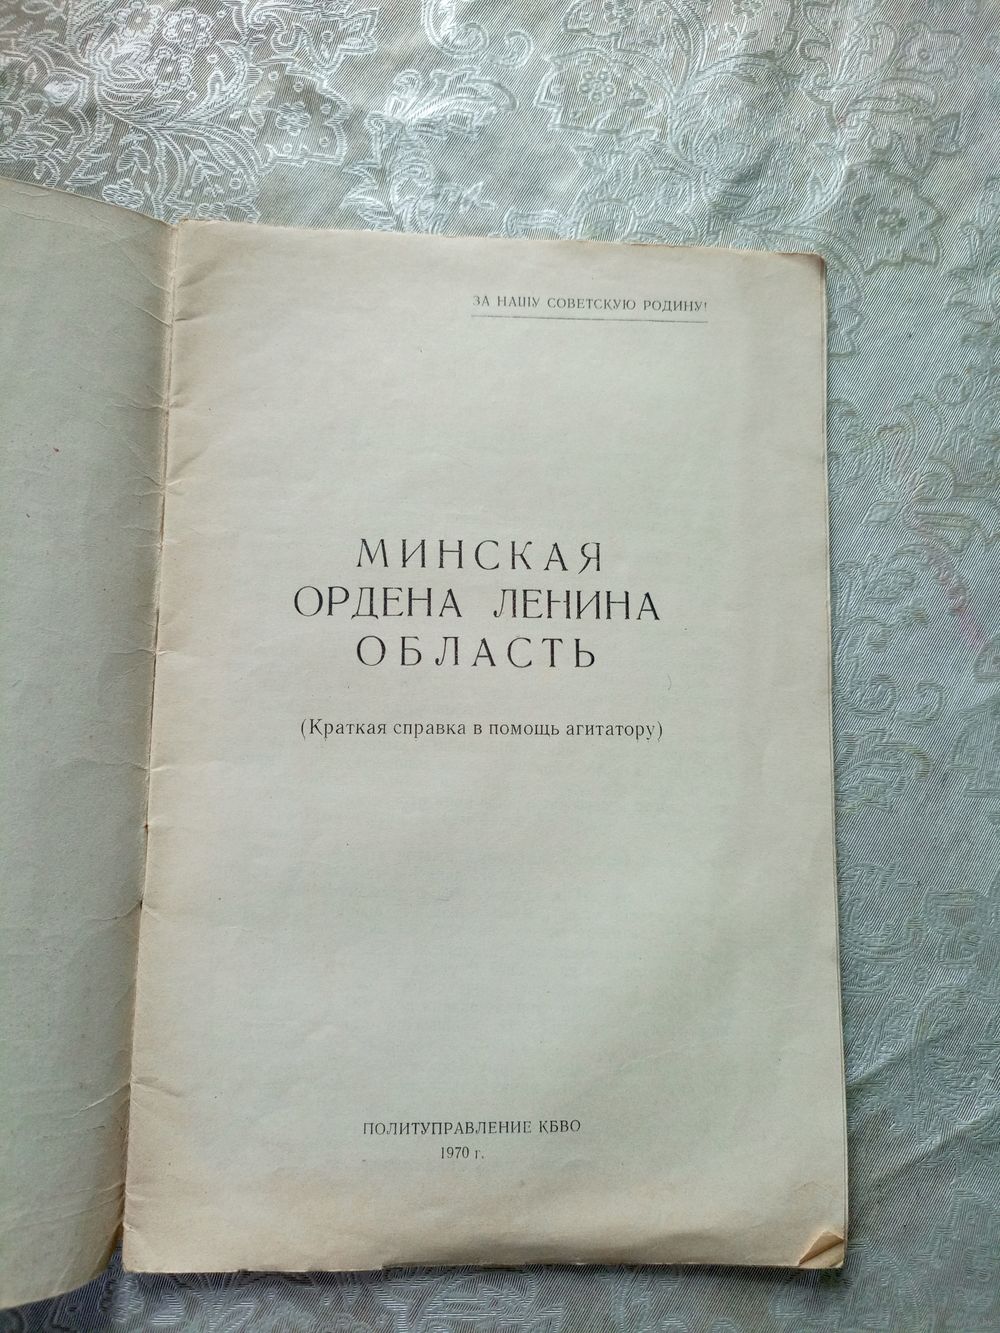 ЗА НАШУ СОВЕТСКУЮ РОДИНУ!
МИНСКАЯ
ОРДЕНА ЛЕНИНА
ОБЛАСТЬ
(Краткая справка в помощь агитатору)
ПОЛИТУПРАВЛЕНИЕ КБВО
1970 г.